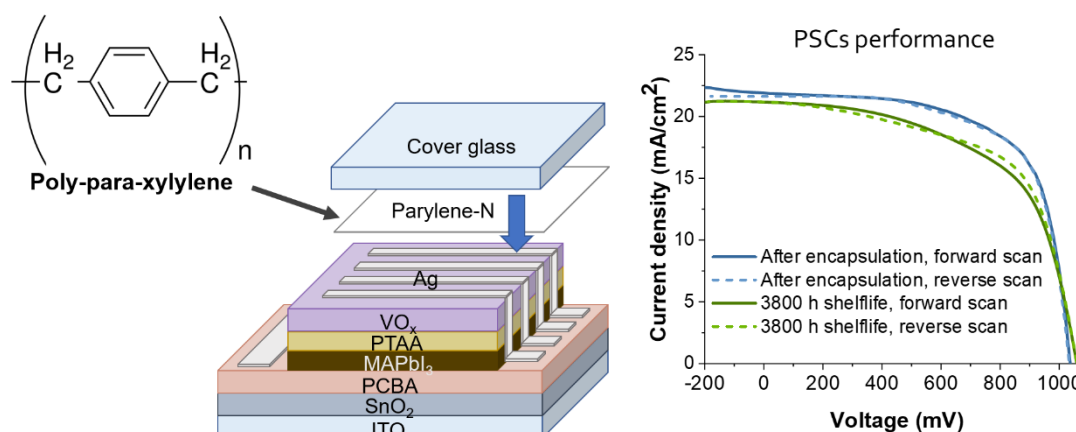 H₂
H₂
C
C
n
Poly-para-xylylene
Cover glass
Parylene-N
Ag
VOₓ
PTAA
MAPbI₃
PCBA
SnO₂
ITO
PSCs performance
Current density (mA/cm²)
25
20
15
10
5
0
After encapsulation, forward scan
After encapsulation, reverse scan
3800 h shelflife, forward scan
3800 h shelflife, reverse scan
-200 0 200 400 600 800 1000
Voltage (mV)